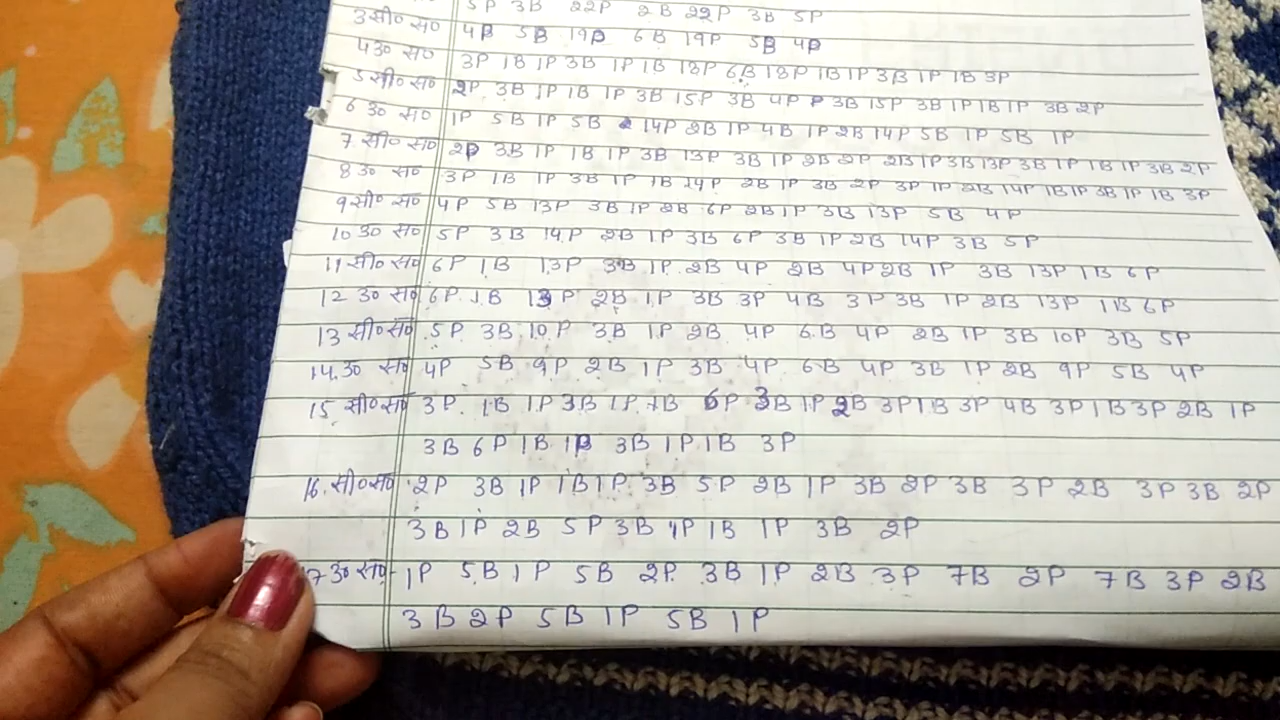 5P 3B 22P 2B 22P 3B 5P
3 सी० स० 4P 5B 19P 6B 19P 5B 4P
4 उ० स० 3P 1B 1P 3B 1P 1B 18P 6B 18P 1B 1P 3B 1P 1B 3P
5 सी० स० 2P 3B 1P 1B 1P 3B 15P 3B 4P 3B 15P 3B 1P 1B 1P 3B 2P
6 उ० स० 1P 5B 1P 5B 14P 2B 1P 4B 1P 2B 14P 5B 1P 5B 1P
7 सी० स० 2P 3B 1P 1B 1P 3B 13P 3B 1P 2B 2P 2B 1P 3B 13P 3B 1P 1B 1P 3B 2P
8 उ० स० 3P 1B 1P 3B 1P 1B 14P 2B 1P 3B 2P 3P 1P 2B 14P 1B 1P 3B 1P 1B 3P
9 सी० स० 4P 5B 13P 3B 1P 2B 6P 2B 1P 3B 13P 5B 4P
10 उ० स० 5P 3B 14P 2B 1P 3B 6P 3B 1P 2B 14P 3B 5P
11 सी० स० 6P 1B 13P 3B 1P 2B 4P 2B 4P 2B 1P 3B 13P 1B 6P
12 उ० स० 6P 1B 13P 2B 1P 3B 3P 4B 3P 3B 1P 2B 13P 1B 6P
13 सी० स० 5P 3B 10P 3B 1P 2B 4P 6B 4P 2B 1P 3B 10P 3B 5P
14. उ० स० 4P 5B 9P 2B 1P 3B 4P 6B 4P 3B 1P 2B 9P 5B 4P
15 सी० स० 3P 1B 1P 3B 1P 7B 6P 3B 1P 2B 3P 1B 3P 4B 3P 1B 3P 2B 1P
3B 6P 1B 1P 3B 1P 1B 3P
16. सी० स० 2P 3B 1P 1B 1P 3B 5P 2B 1P 3B 2P 3B 3P 2B 3P 3B 2P
3B 1P 2B 5P 3B 1P 1B 1P 3B 2P
7 उ० स० 1P 5B 1P 5B 2P 3B 1P 2B 3P 7B 2P 7B 3P 2B
3B 2P 5B 1P 5B 1P